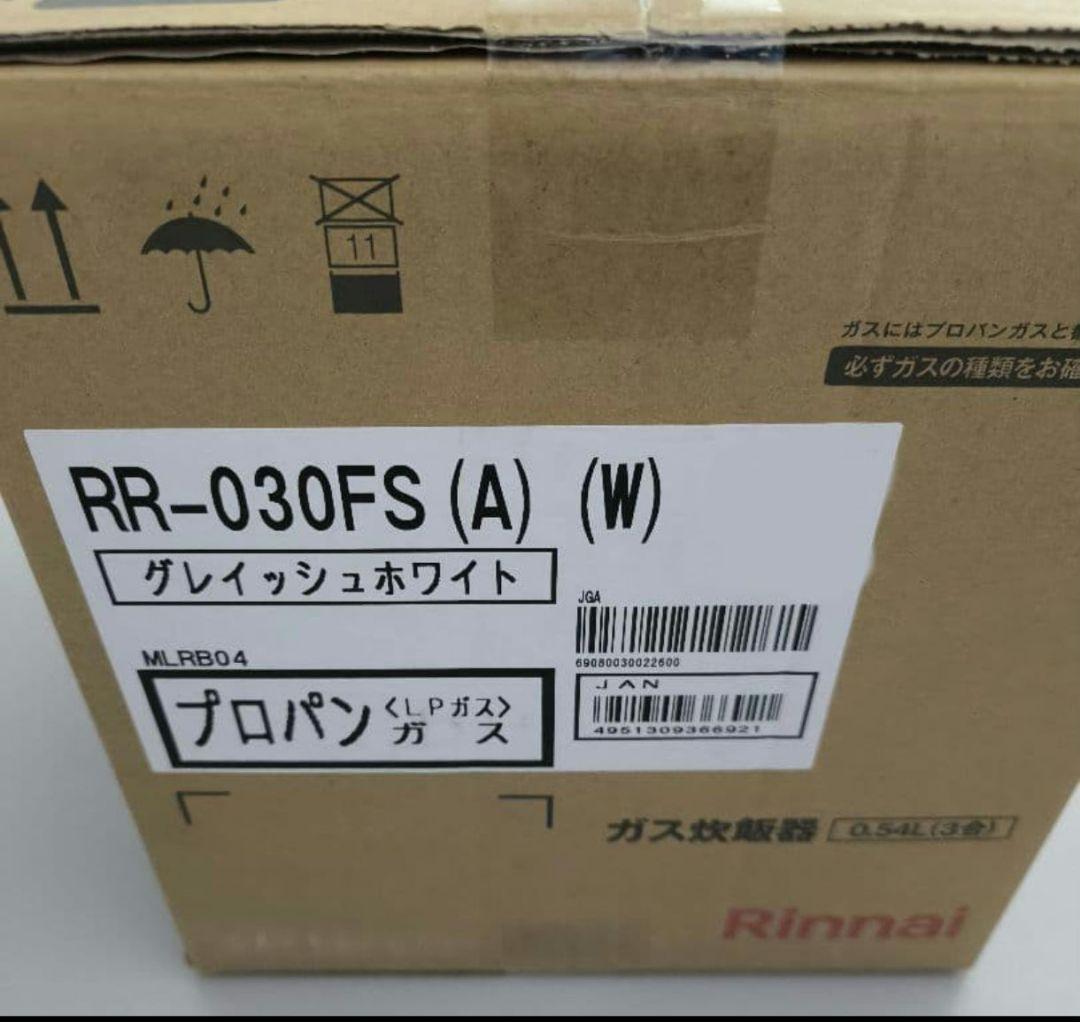 11
ガスにはプロパンガスと
必ずガスの種類をお確
RR-030FS(A) (W)
グレイッシュホワイト
JGA
69080030022600
MLRB04
JAN
4951309366921
プロパン〈LPガス〉
ガス
ガス炊飯器 0.54L(3合)
Rinnai